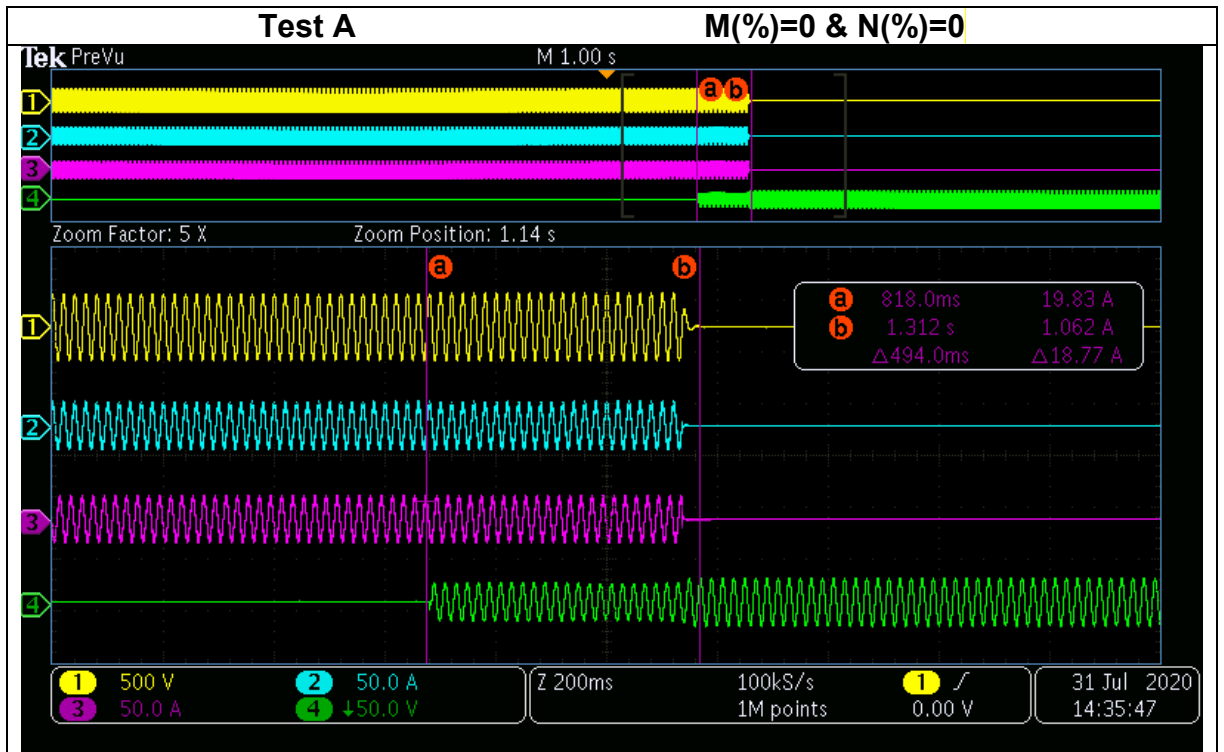 Test A M(%)=0 & N(%)=0
Tek PreVu M 1.00 s
a b
1
2
3
4
Zoom Factor: 5 X Zoom Position: 1.14 s
a b
a 818.0ms 19.83 A
1 b 1.312 s 1.062 A
△494.0ms △18.77 A
2
3
4
1 500 V 2 50.0 A Z 200ms 100kS/s 1 31 Jul 2020
3 50.0 A 4 ↓50.0 V 1M points 0.00 V 14:35:47